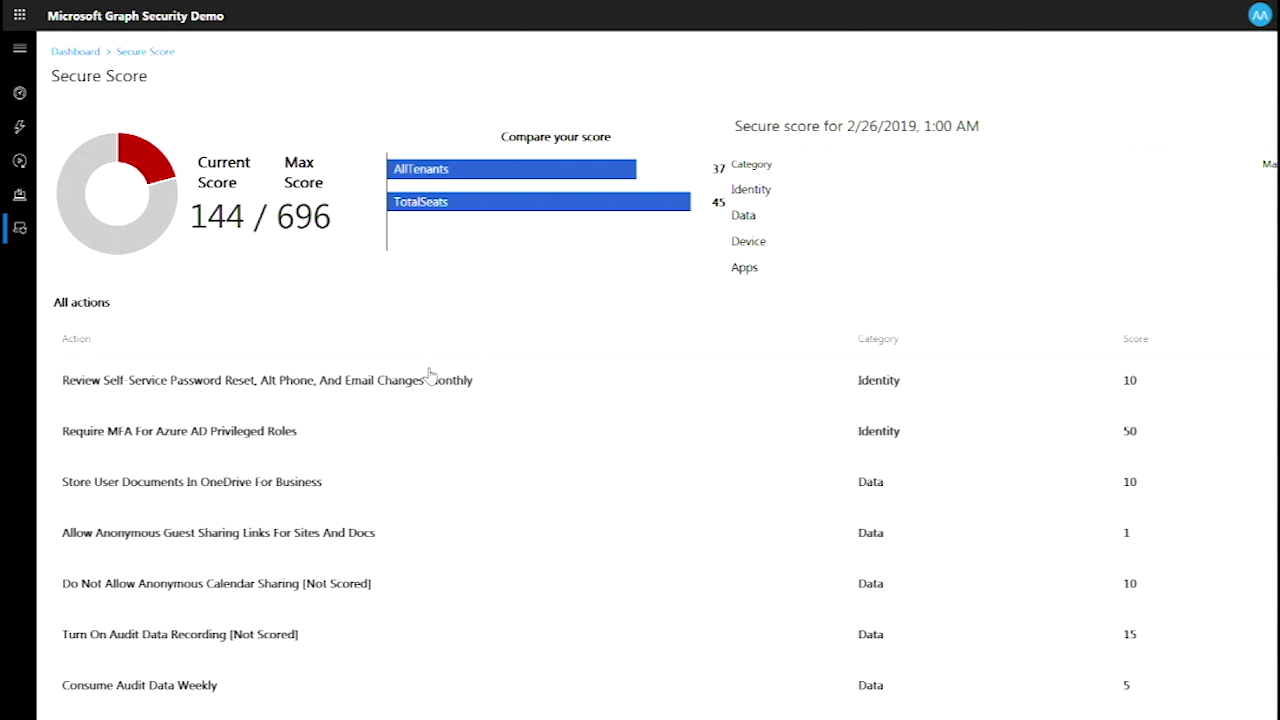 Microsoft Graph Security Demo
AA
Dashboard > Secure Score
Secure Score
Current Score
Max Score
144 / 696
Compare your score
AllTenants 37
TotalSeats 45
Secure score for 2/26/2019, 1:00 AM
Category Ma
Identity
Data
Device
Apps
All actions
Action Category Score
Review Self-Service Password Reset, Alt Phone, And Email Changes Monthly Identity 10
Require MFA For Azure AD Privileged Roles Identity 50
Store User Documents In OneDrive For Business Data 10
Allow Anonymous Guest Sharing Links For Sites And Docs Data 1
Do Not Allow Anonymous Calendar Sharing [Not Scored] Data 10
Turn On Audit Data Recording [Not Scored] Data 15
Consume Audit Data Weekly Data 5